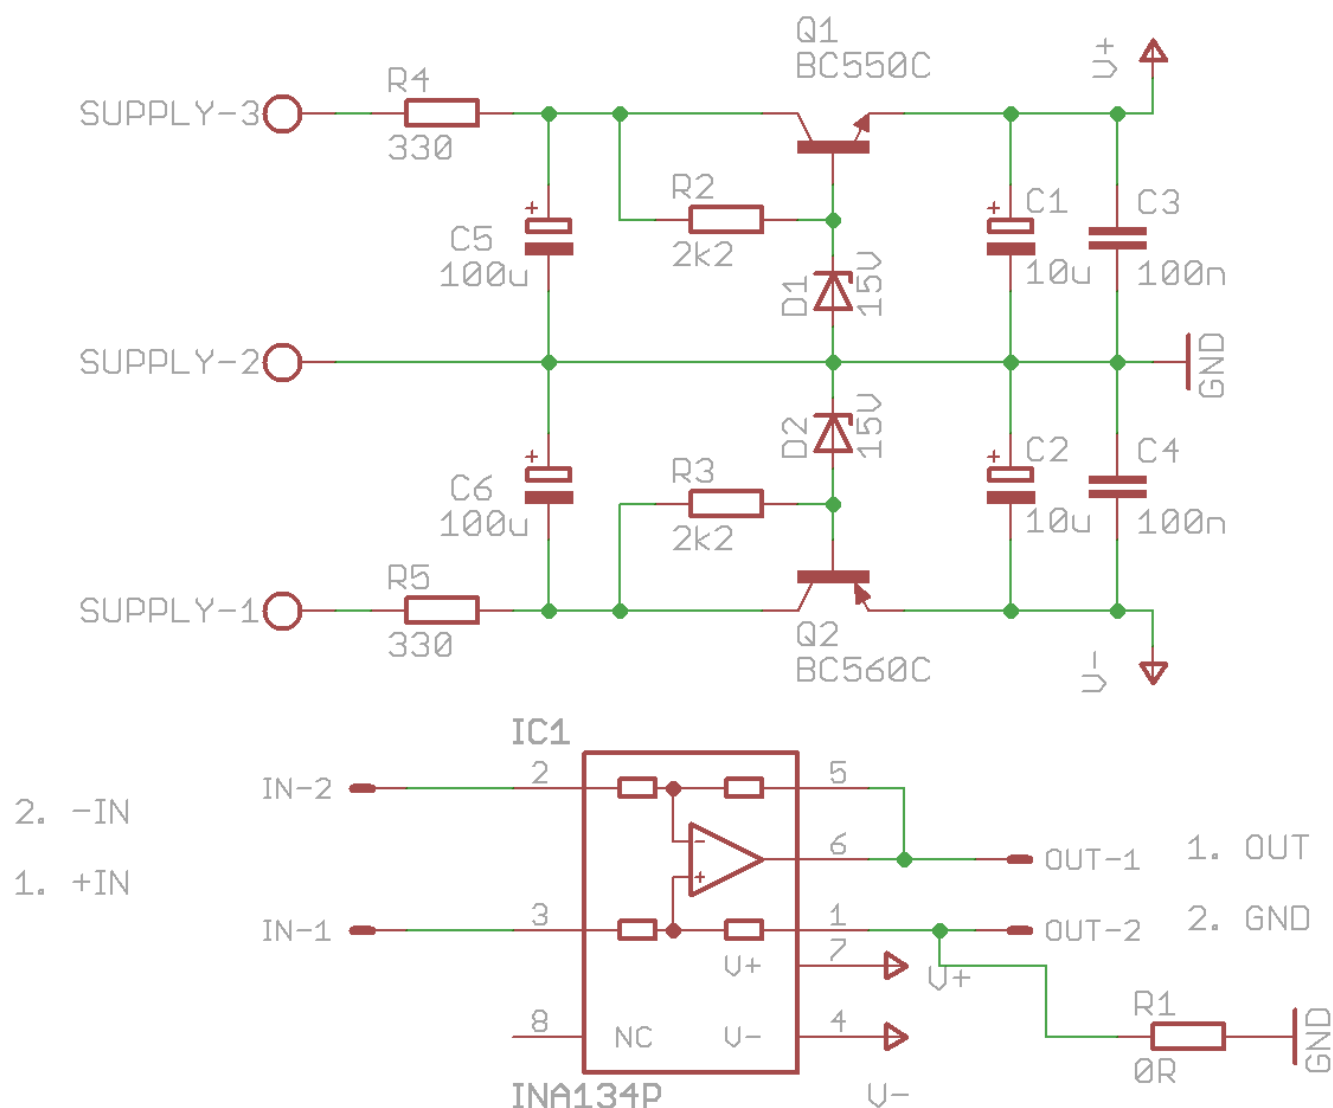 Q1
BC550C
V+
R4
SUPPLY-3
330
R2
+
+
C1
C3
C5
100u
2k2
D1
15V
10u
100n
SUPPLY-2
GND
D2
15V
+
+
C2
C4
R3
C6
100u
2k2
10u
100n
R5
SUPPLY-1
330
Q2
BC560C
V-
IC1
IN-2
2
5
2. -IN
-
6
OUT-1
1. OUT
1. +IN
+
IN-1
3
1
OUT-2
2. GND
V+
7
V+
R1
8
NC
V-
4
GND
0R
INA134P
V-